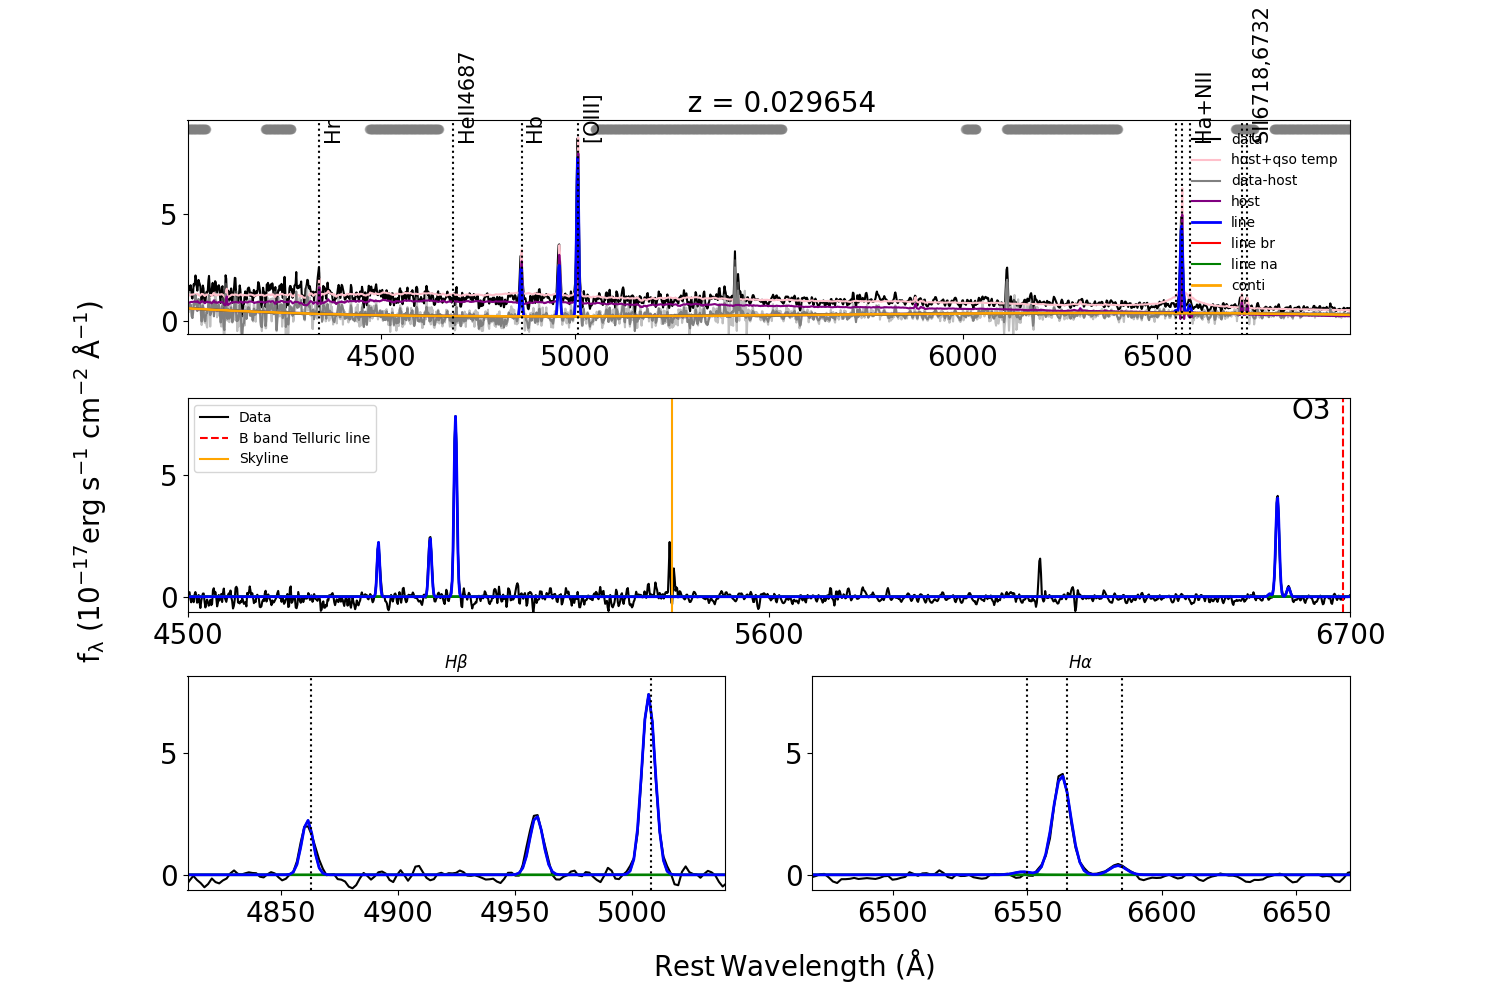 z = 0.029654
Hr
HeII4687
Hb
[OIII]
Ha+NII
SII6718,6732
data
host+qso temp
data-host
host
line
line br
line na
conti
5
0
4500 5000 5500 6000 6500
O3
Data
B band Telluric line
Skyline
5
0
4500 5600 6700
fλ (10⁻¹⁷erg s⁻¹ cm⁻² Å⁻¹)
Hβ
5
0
4850 4900 4950 5000
Hα
5
0
6500 6550 6600 6650
Rest Wavelength (Å)